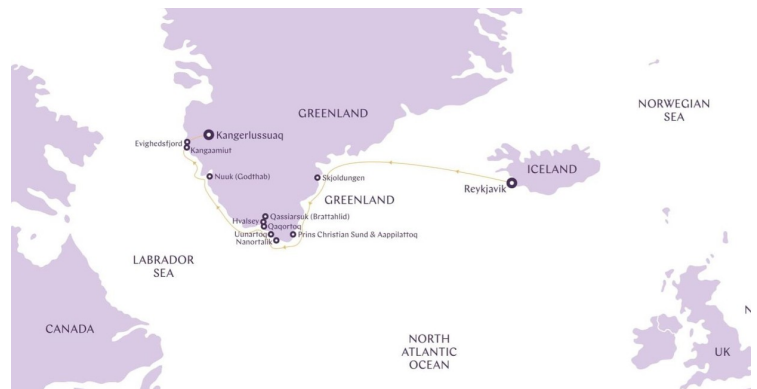 NORWEGIAN
SEA
GREENLAND
Kangerlussuaq
Evighedsfjord
Kangaamiut
ICELAND
Nuuk (Godthab)
Skjoldungen
Reykjavik
GREENLAND
Qassiarsuk (Brattahlid)
Hvalsey
Qaqortoq
Uunartoq
Prins Christian Sund & Aappilattoq
Nanortalik
LABRADOR
SEA
CANADA
NORTH
ATLANTIC
OCEAN
UK
N